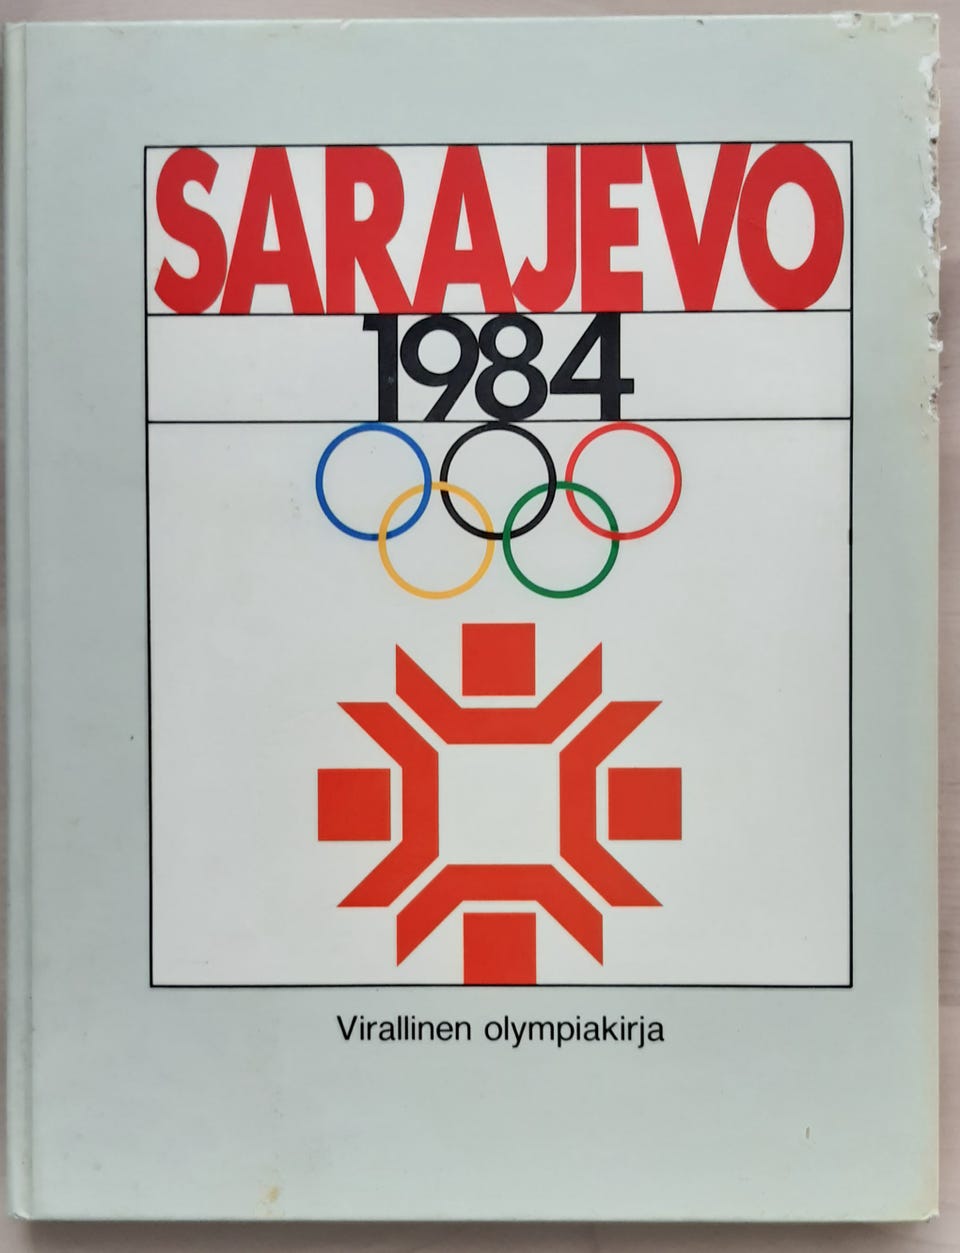 SARAJEVO
1984
Virallinen olympiakirja